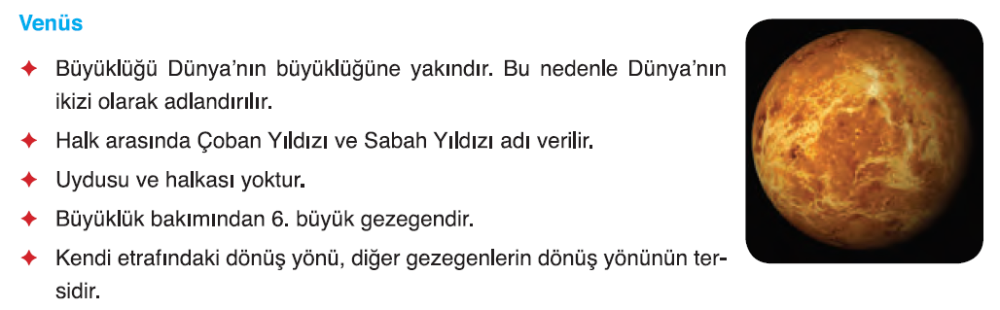 Venüs
✦ Büyüklüğü Dünya’nın büyüklüğüne yakındır. Bu nedenle Dünya’nın
ikizi olarak adlandırılır.
✦ Halk arasında Çoban Yıldızı ve Sabah Yıldızı adı verilir.
✦ Uydusu ve halkası yoktur.
✦ Büyüklük bakımından 6. büyük gezegendir.
✦ Kendi etrafındaki dönüş yönü, diğer gezegenlerin dönüş yönünün ter-
sidir.